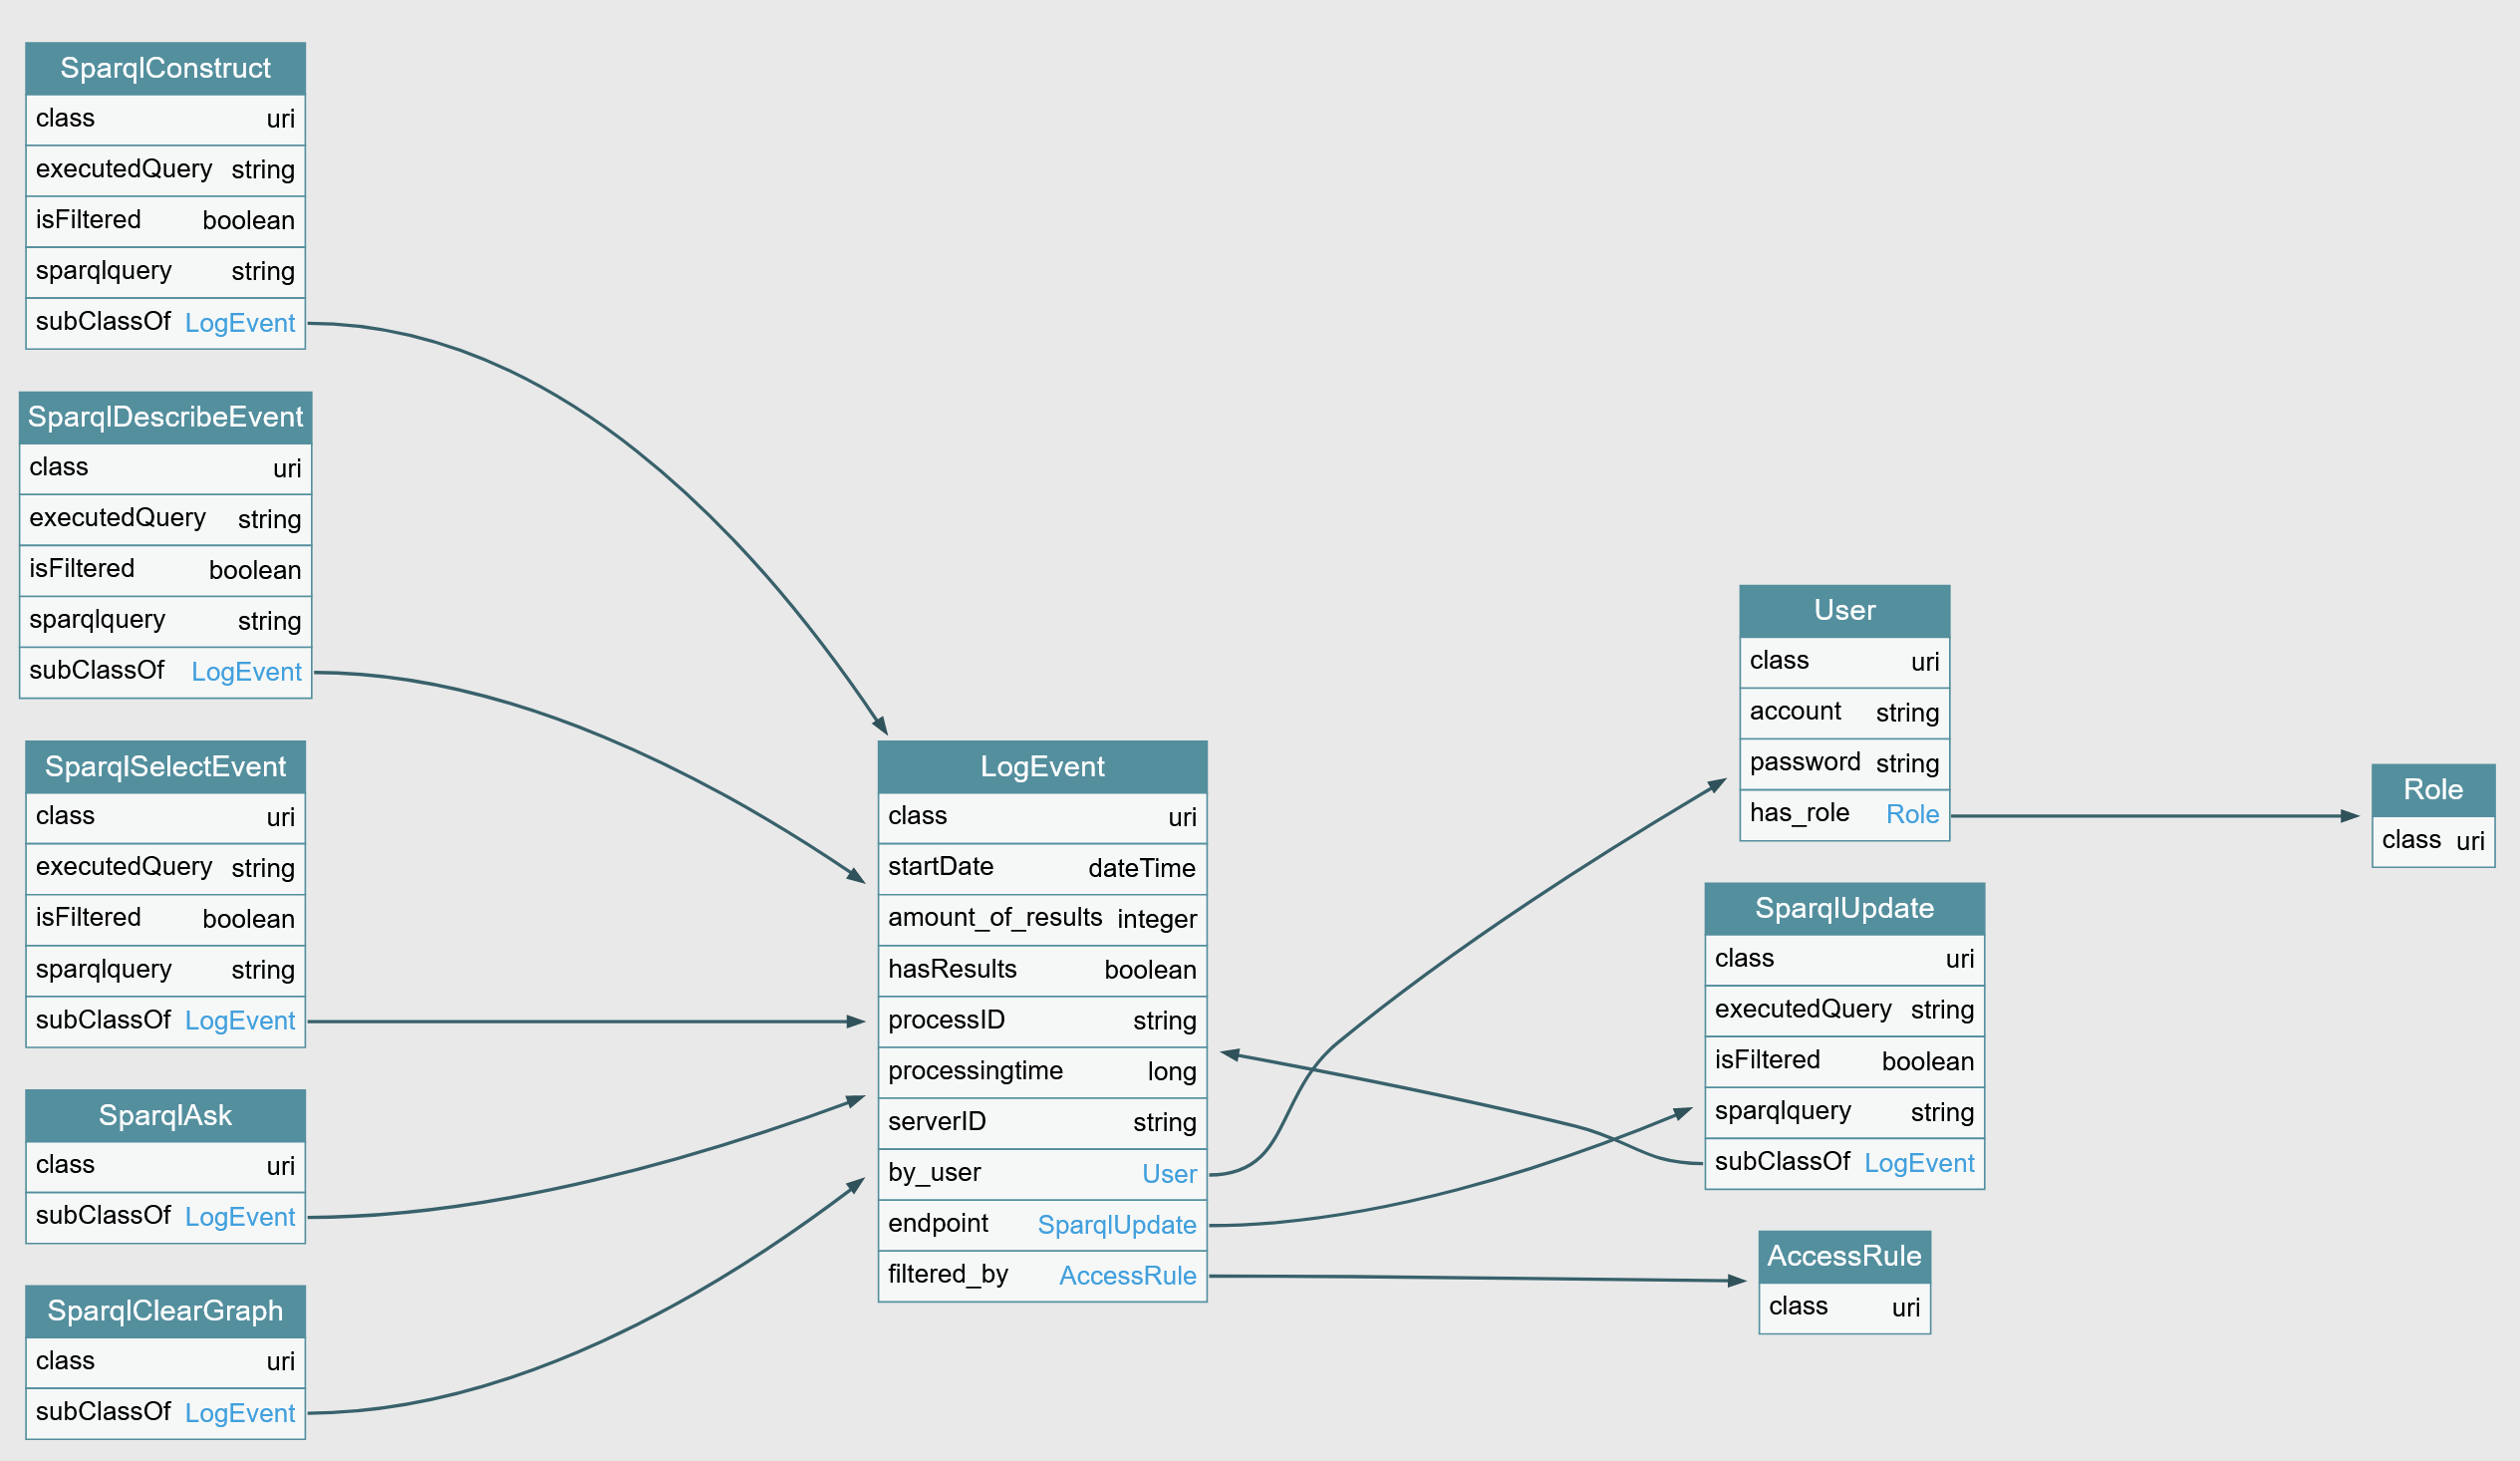 SparqlConstruct
class uri
executedQuery string
isFiltered boolean
sparqlquery string
subClassOf LogEvent
SparqlDescribeEvent
class uri
executedQuery string
isFiltered boolean
sparqlquery string
subClassOf LogEvent
SparqlSelectEvent
class uri
executedQuery string
isFiltered boolean
sparqlquery string
subClassOf LogEvent
SparqlAsk
class uri
subClassOf LogEvent
SparqlClearGraph
class uri
subClassOf LogEvent
LogEvent
class uri
startDate dateTime
amount_of_results integer
hasResults boolean
processID string
processingtime long
serverID string
by_user User
endpoint SparqlUpdate
filtered_by AccessRule
User
class uri
account string
password string
has_role Role
SparqlUpdate
class uri
executedQuery string
isFiltered boolean
sparqlquery string
subClassOf LogEvent
AccessRule
class uri
Role
class uri